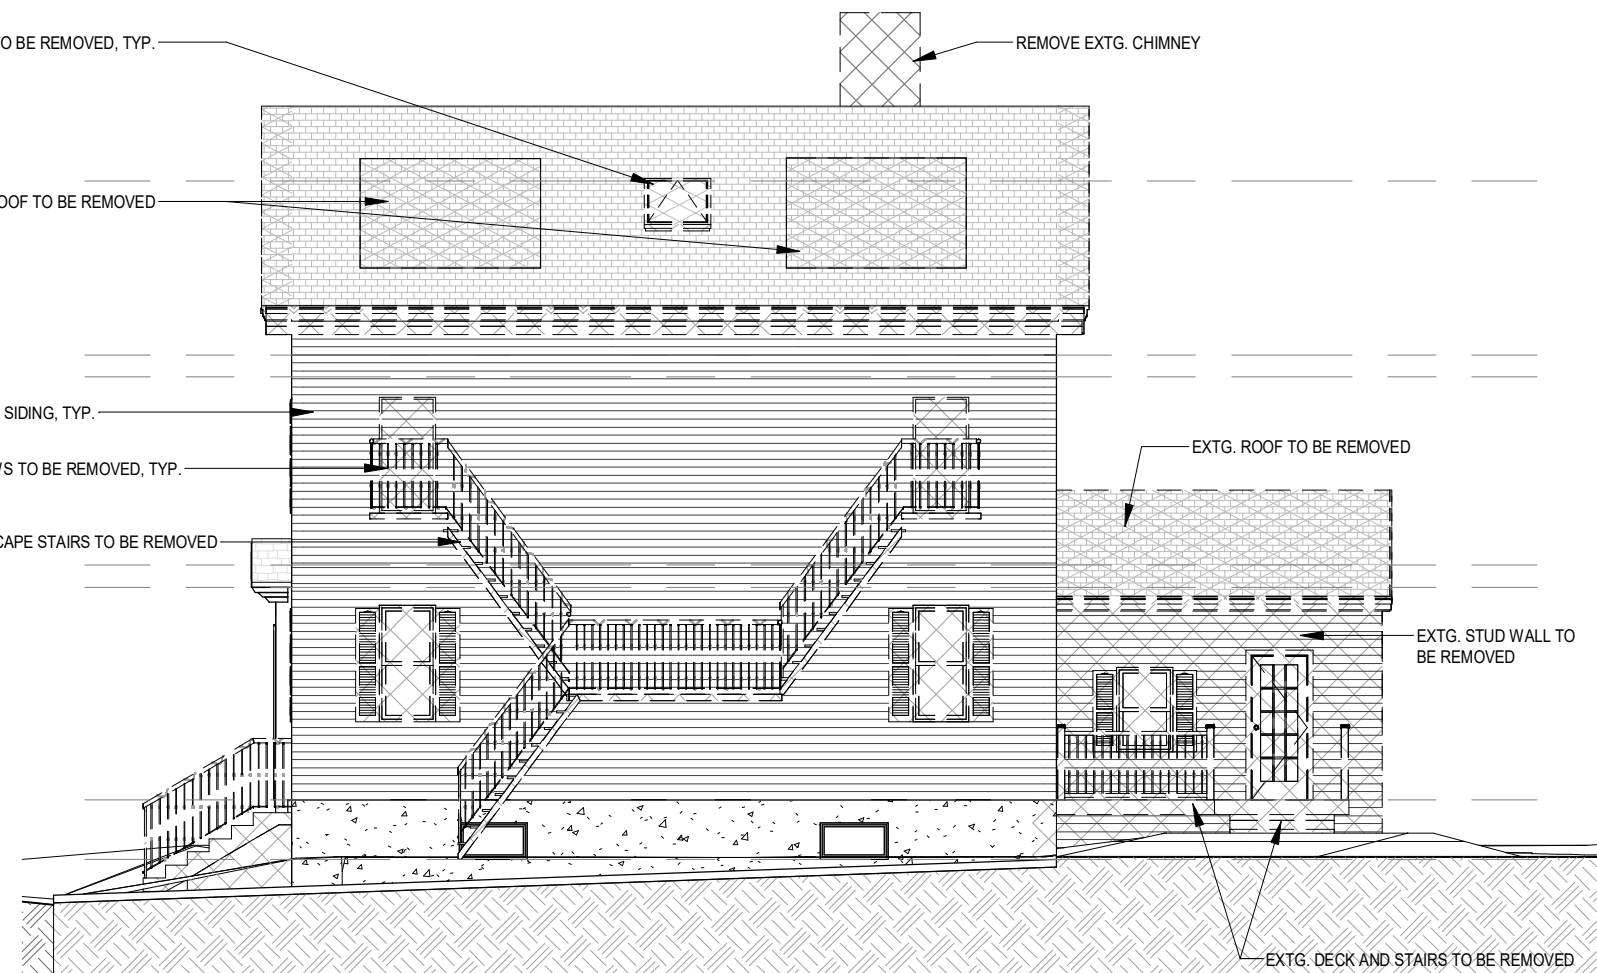 TO BE REMOVED, TYP.
REMOVE EXTG. CHIMNEY
OOF TO BE REMOVED
SIDING, TYP.
EXTG. ROOF TO BE REMOVED
WS TO BE REMOVED, TYP.
CAPE STAIRS TO BE REMOVED
EXTG. STUD WALL TO
BE REMOVED
EXTG. DECK AND STAIRS TO BE REMOVED